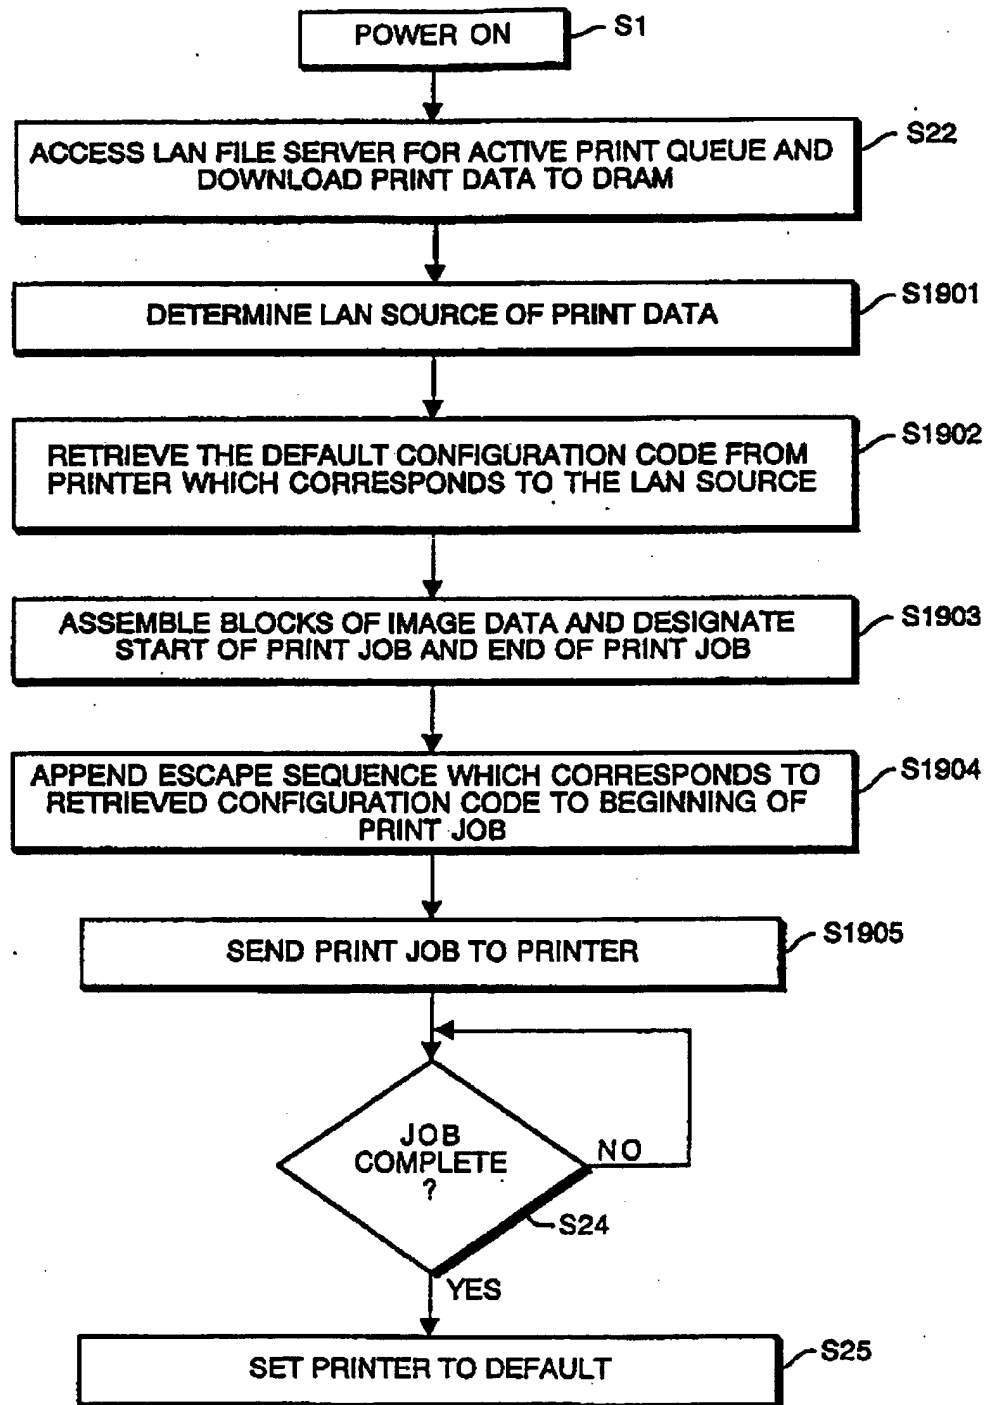 POWER ON
S1
ACCESS LAN FILE SERVER FOR ACTIVE PRINT QUEUE AND
DOWNLOAD PRINT DATA TO DRAM
S22
DETERMINE LAN SOURCE OF PRINT DATA
S1901
RETRIEVE THE DEFAULT CONFIGURATION CODE FROM
PRINTER WHICH CORRESPONDS TO THE LAN SOURCE
S1902
ASSEMBLE BLOCKS OF IMAGE DATA AND DESIGNATE
START OF PRINT JOB AND END OF PRINT JOB
S1903
APPEND ESCAPE SEQUENCE WHICH CORRESPONDS TO
RETRIEVED CONFIGURATION CODE TO BEGINNING OF
PRINT JOB
S1904
SEND PRINT JOB TO PRINTER
S1905
JOB
COMPLETE
?
NO
S24
YES
SET PRINTER TO DEFAULT
S25